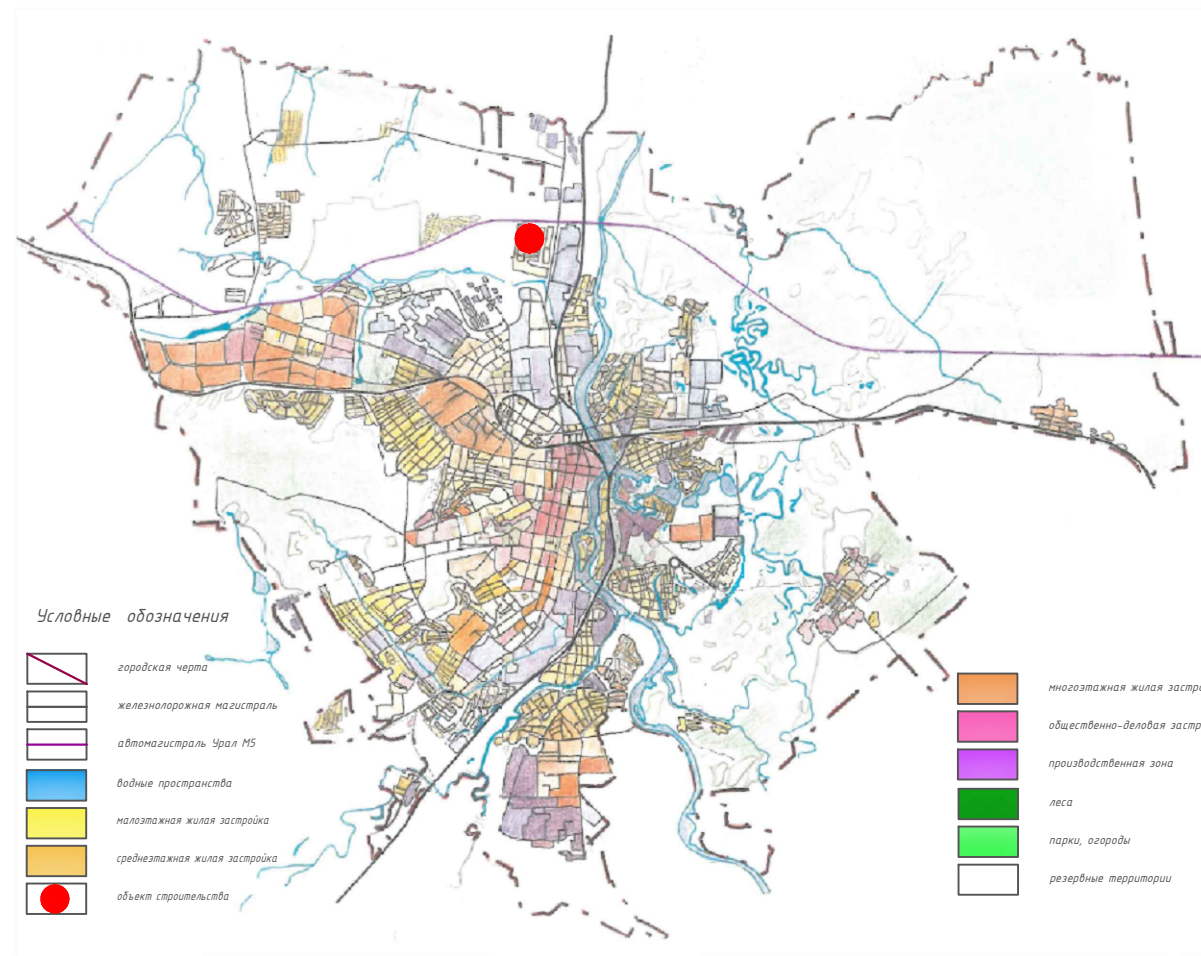 Условные обозначения
городская черта
железнолорожная магистраль
автомагистраль Урал М5
водные пространства
малоэтажная жилая застройка
среднеэтажная жилая застройка
объект строительства
многоэтажная жилая застро
общественно-деловая застр
производственная зона
леса
парки, огороды
резервные территории